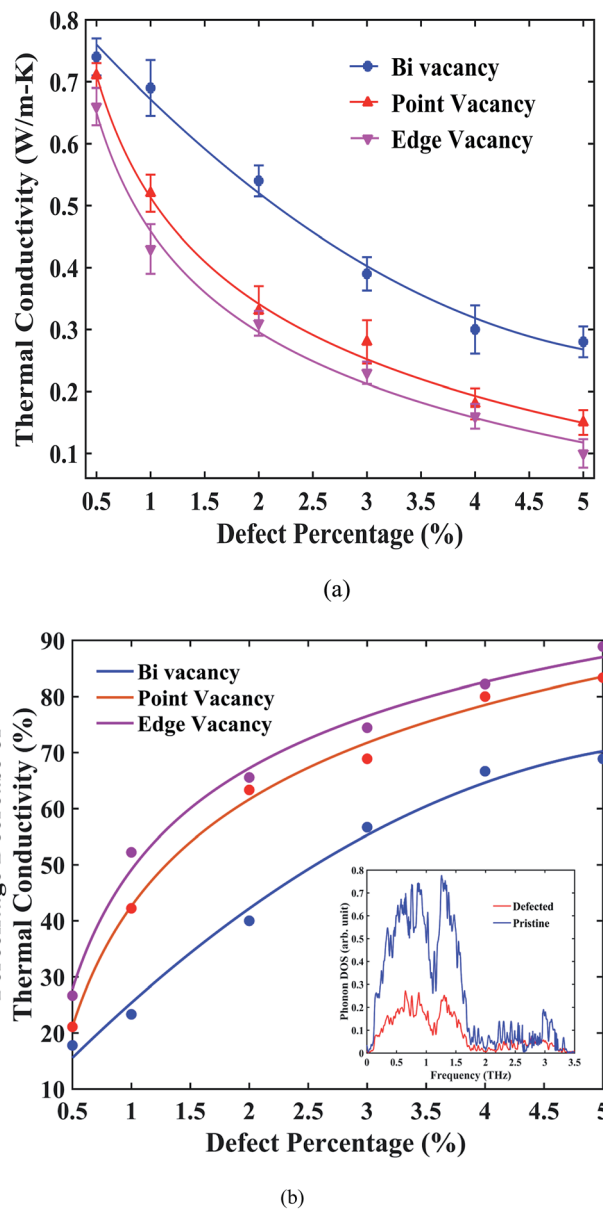 0.8
0.7
0.6
0.5
0.4
0.3
0.2
0.1
Thermal Conductivity (W/m-K)
Bi vacancy
Point Vacancy
Edge Vacancy
0.5 1 1.5 2 2.5 3 3.5 4 4.5 5
Defect Percentage (%)
(a)
90
80
70
60
50
40
30
20
10
Thermal Conductivity (%)
Bi vacancy
Point Vacancy
Edge Vacancy
0.8
0.7
0.6
0.5
0.4
0.3
0.2
0.1
0
Phonon DOS (arb. unit)
Defected
Pristine
0 0.5 1 1.5 2 2.5 3 3.5
Frequency (THz)
0.5 1 1.5 2 2.5 3 3.5 4 4.5 5
Defect Percentage (%)
(b)